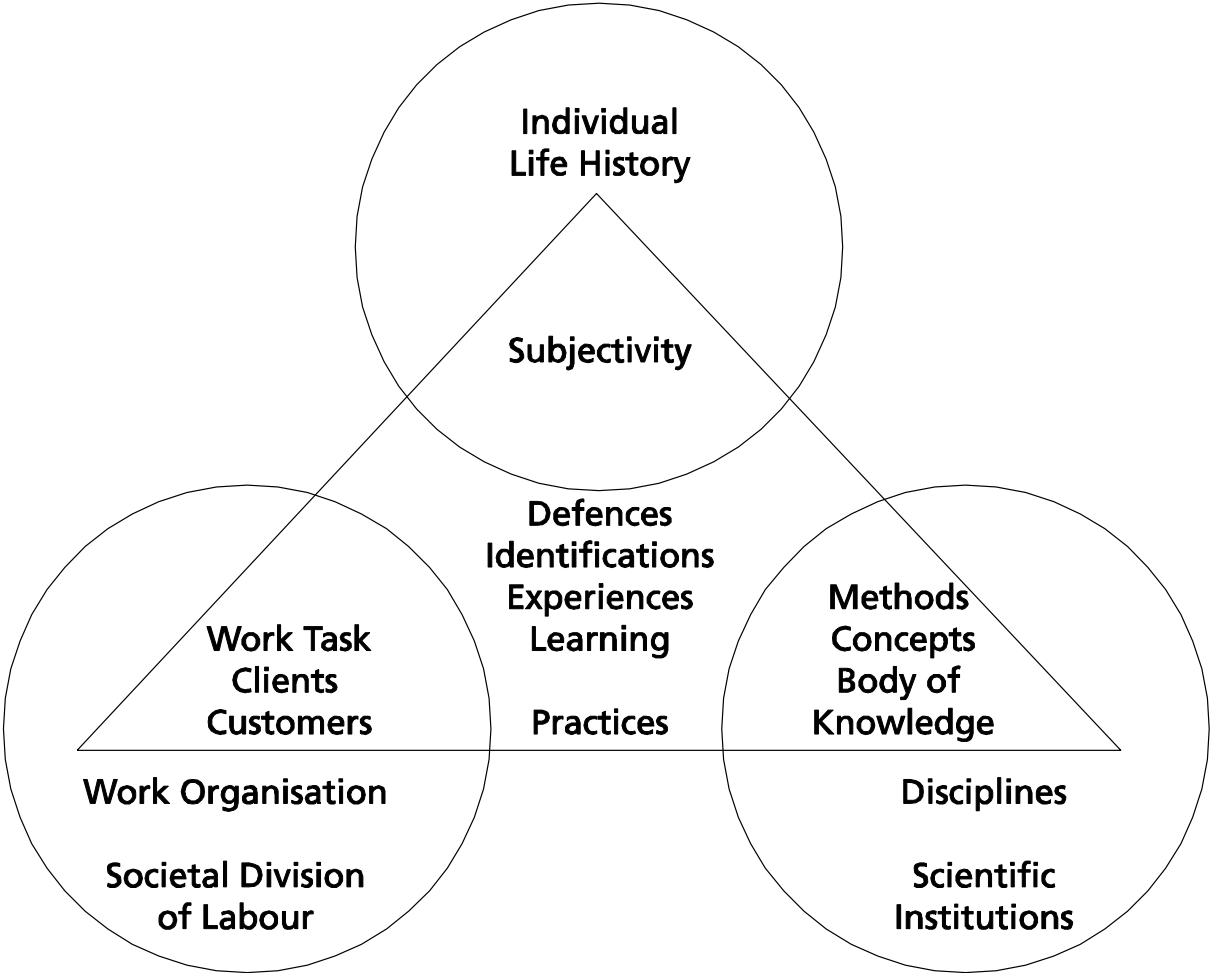 Individual
Life History
Subjectivity
Defences
Identifications
Experiences
Learning
Practices
Work Task
Clients
Customers
Work Organisation
Societal Division
of Labour
Methods
Concepts
Body of
Knowledge
Disciplines
Scientific
Institutions